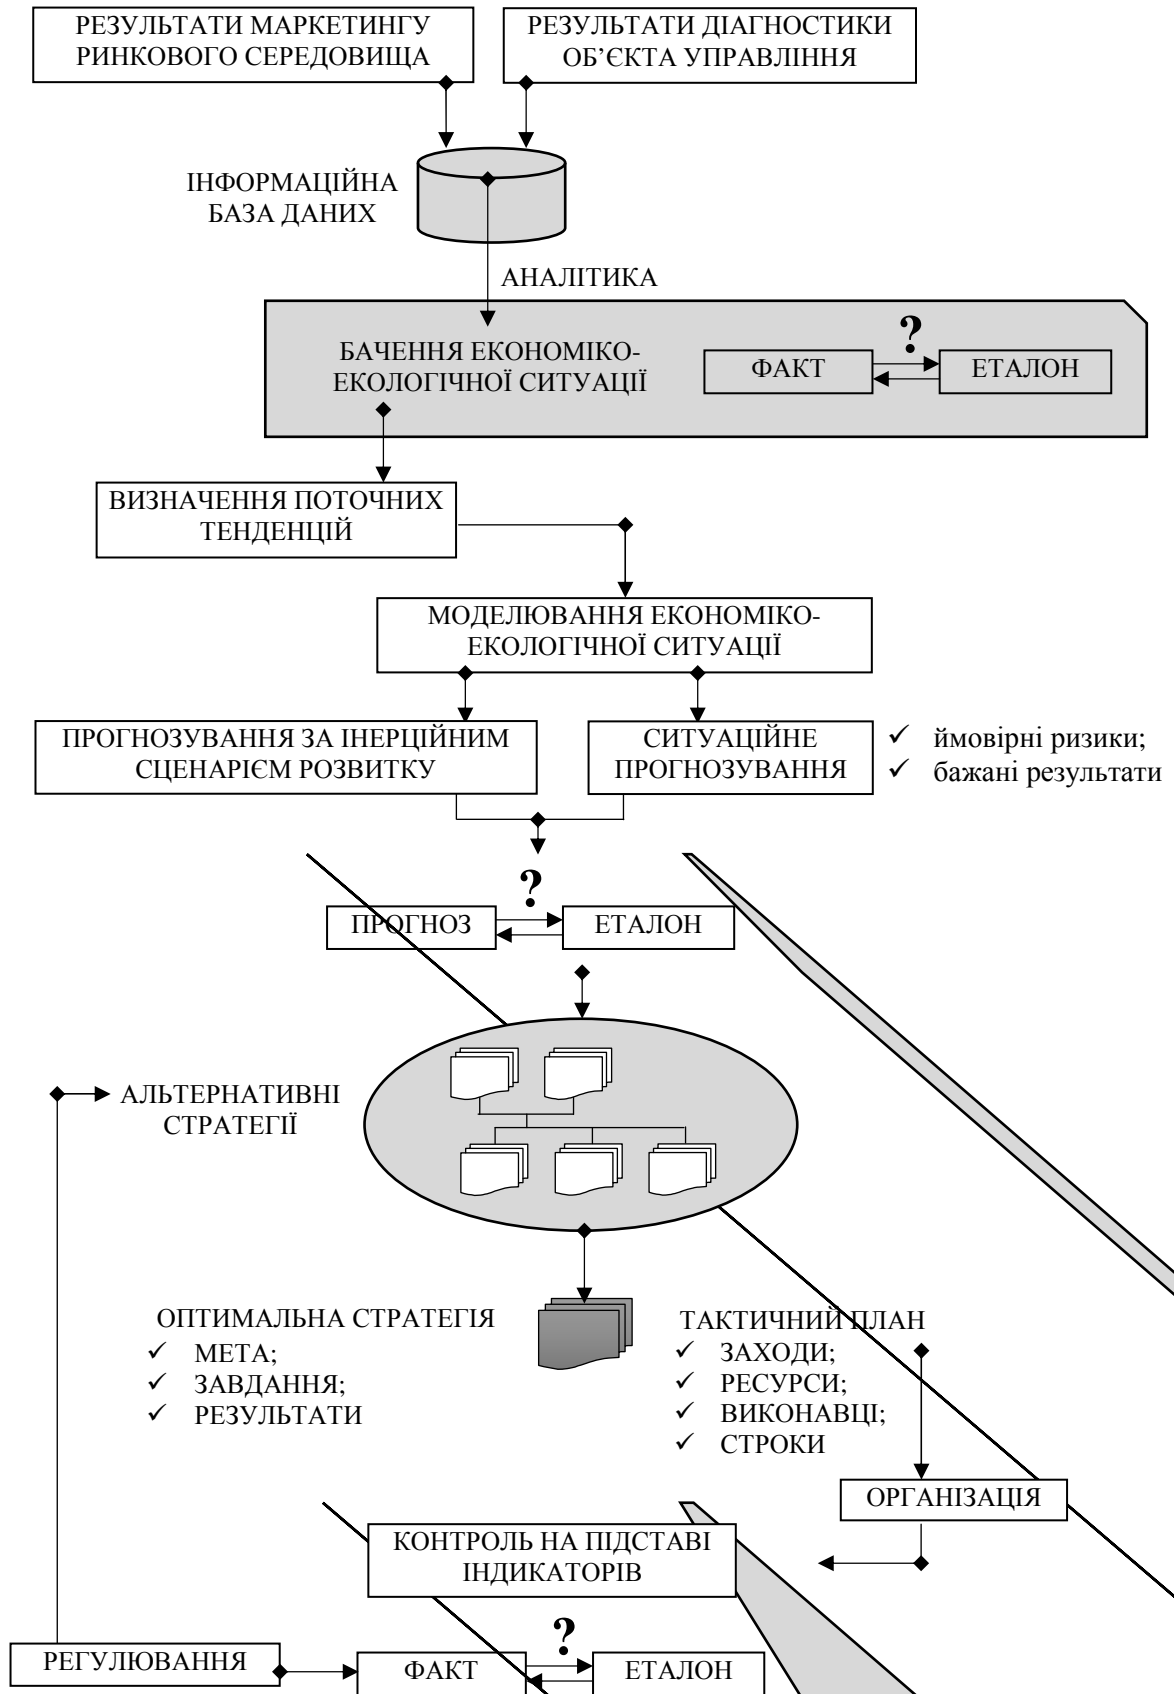 РЕЗУЛЬТАТИ МАРКЕТИНГУ
РИНКОВОГО СЕРЕДОВИЩА
РЕЗУЛЬТАТИ ДІАГНОСТИКИ
ОБ’ЄКТА УПРАВЛІННЯ
ІНФОРМАЦІЙНА
БАЗА ДАНИХ
АНАЛІТИКА
БАЧЕННЯ ЕКОНОМІКО-
ЕКОЛОГІЧНОЇ СИТУАЦІЇ
ФАКТ
?
ЕТАЛОН
ВИЗНАЧЕННЯ ПОТОЧНИХ
ТЕНДЕНЦІЙ
МОДЕЛЮВАННЯ ЕКОНОМІКО-
ЕКОЛОГІЧНОЇ СИТУАЦІЇ
ПРОГНОЗУВАННЯ ЗА ІНЕРЦІЙНИМ
СЦЕНАРІЄМ РОЗВИТКУ
СИТУАЦІЙНЕ
ПРОГНОЗУВАННЯ
✓ ймовірні ризики;
✓ бажані результати
ПРОГНОЗ
?
ЕТАЛОН
АЛЬТЕРНАТИВНІ
СТРАТЕГІЇ
ОПТИМАЛЬНА СТРАТЕГІЯ
✓ МЕТА;
✓ ЗАВДАННЯ;
✓ РЕЗУЛЬТАТИ
ТАКТИЧНИЙ ПЛАН
✓ ЗАХОДИ;
✓ РЕСУРСИ;
✓ ВИКОНАВЦІ;
✓ СТРОКИ
ОРГАНІЗАЦІЯ
КОНТРОЛЬ НА ПІДСТАВІ
ІНДИКАТОРІВ
РЕГУЛЮВАННЯ
ФАКТ
?
ЕТАЛОН